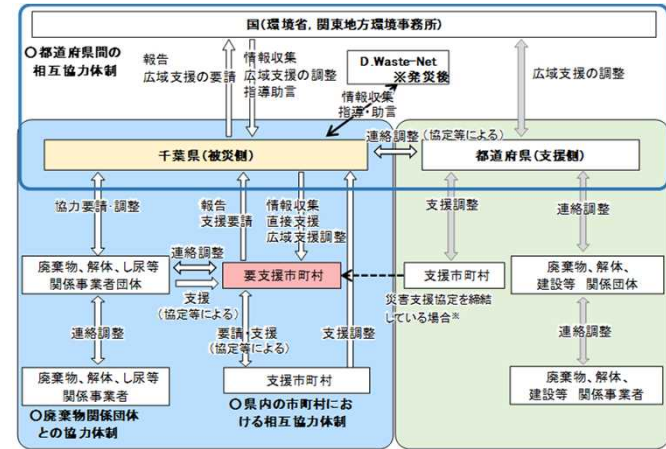 国(環境省, 関東地方環境事務所)
〇都道府県間の
相互協力体制
報告
広域支援の要請
情報収集
広域支援の調整
指導助言
D.Waste-Net
※発災後
情報収集
指導・助言
広域支援の調整
連絡調整
(協定等による)
千葉県(被災側)
都道府県(支援側)
協力要請・調整
報告
支援要請
情報収集
直接支援
広域支援調整
支援調整
連絡調整
廃棄物、解体、し尿等
関係事業者団体
連絡調整
支援
(協定等による)
要支援市町村
支援市町村
災害支援協定を締結
している場合※
廃棄物、解体、
建設等 関係団体
連絡調整
要請・支援
(協定等による)
支援調整
連絡調整
廃棄物、解体、し尿等
関係事業者
支援市町村
廃棄物、解体、
建設等 関係事業者
〇廃棄物関係団体
との協力体制
〇県内の市町村にお
ける相互協力体制